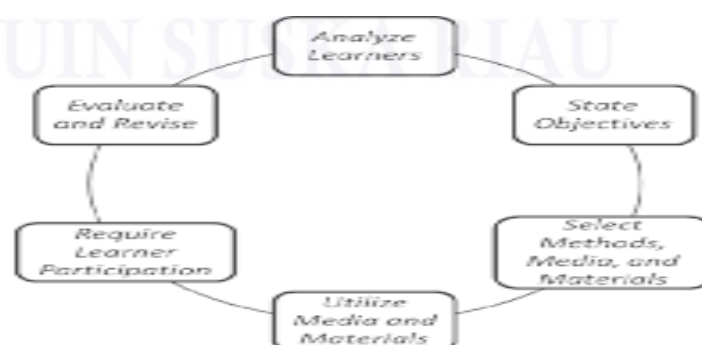 UIN SUSKA RIAU
Analyze
Learners
State
Objectives
Select
Methods,
Media, and
Materials
Utilize
Media and
Materials
Require
Learner
Participation
Evaluate
and Revise